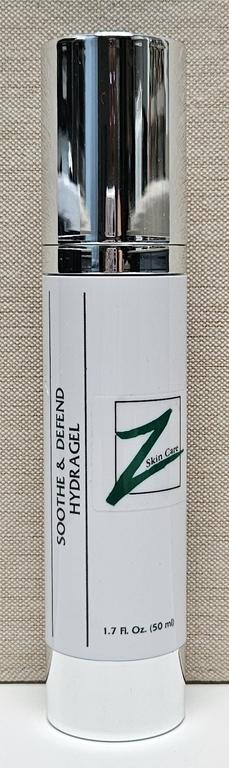 SOOTHE & DEFEND
HYDRAGEL
Z
Skin Care
1.7 Fl. Oz. (50 ml)